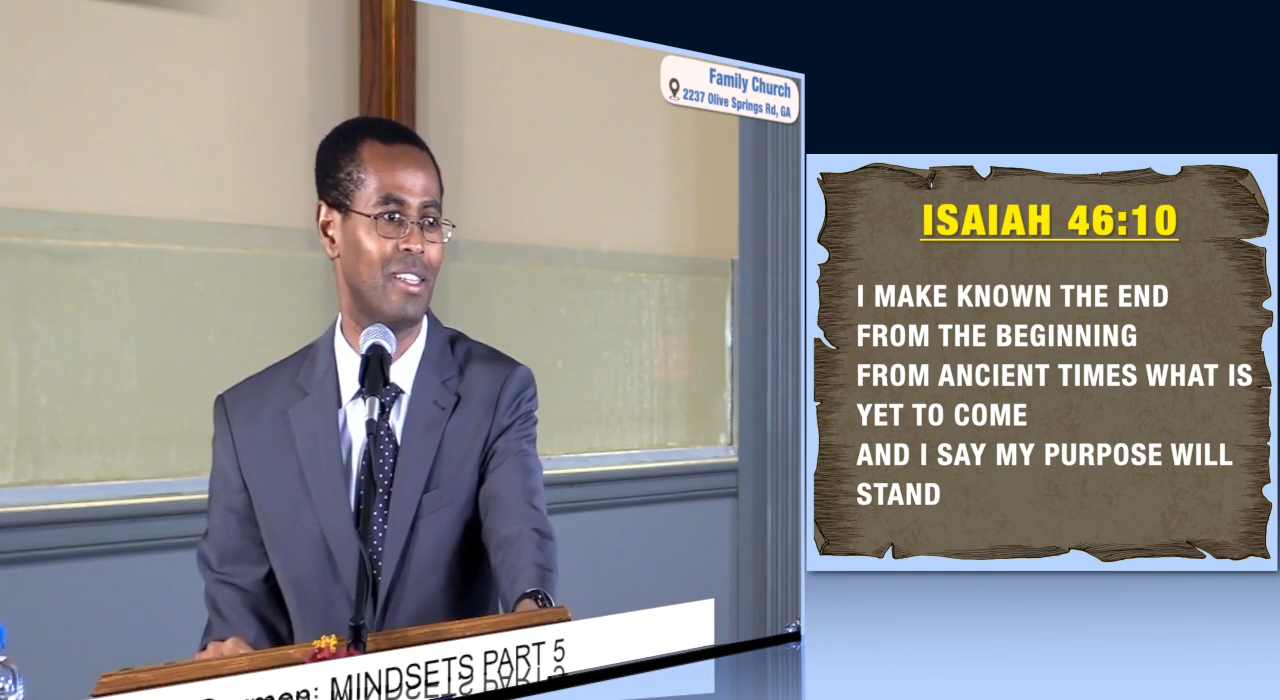 Family Church
2237 Olive Springs Rd, GA
ISAIAH 46:10
I MAKE KNOWN THE END
FROM THE BEGINNING
FROM ANCIENT TIMES WHAT IS
YET TO COME
AND I SAY MY PURPOSE WILL
STAND
MINDSETS PART 5